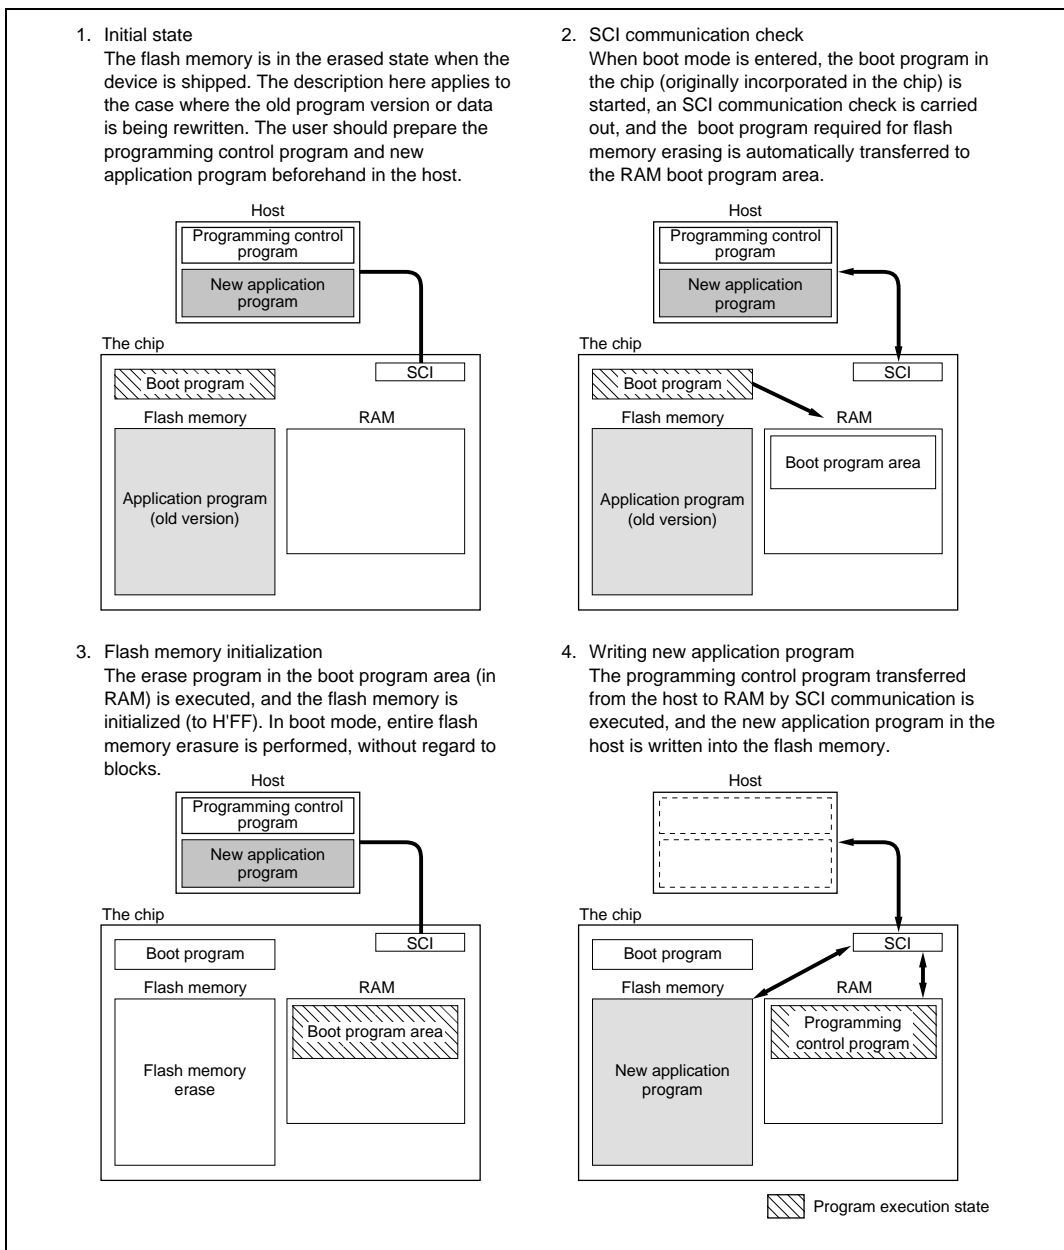 1. Initial state
The flash memory is in the erased state when the
device is shipped. The description here applies to
the case where the old program version or data
is being rewritten. The user should prepare the
programming control program and new
application program beforehand in the host.
Host
Programming control
program
New application
program
The chip
Boot program
SCI
Flash memory
RAM
Application program
(old version)
2. SCI communication check
When boot mode is entered, the boot program in
the chip (originally incorporated in the chip) is
started, an SCI communication check is carried
out, and the boot program required for flash
memory erasing is automatically transferred to
the RAM boot program area.
Host
Programming control
program
New application
program
The chip
Boot program
SCI
Flash memory
RAM
Boot program area
Application program
(old version)
3. Flash memory initialization
The erase program in the boot program area (in
RAM) is executed, and the flash memory is
initialized (to H'FF). In boot mode, entire flash
memory erasure is performed, without regard to
blocks.
Host
Programming control
program
New application
program
The chip
Boot program
SCI
Flash memory
RAM
Boot program area
Flash memory
erase
4. Writing new application program
The programming control program transferred
from the host to RAM by SCI communication is
executed, and the new application program in the
host is written into the flash memory.
Host
The chip
Boot program
SCI
Flash memory
RAM
Programming
control program
New application
program
Program execution state